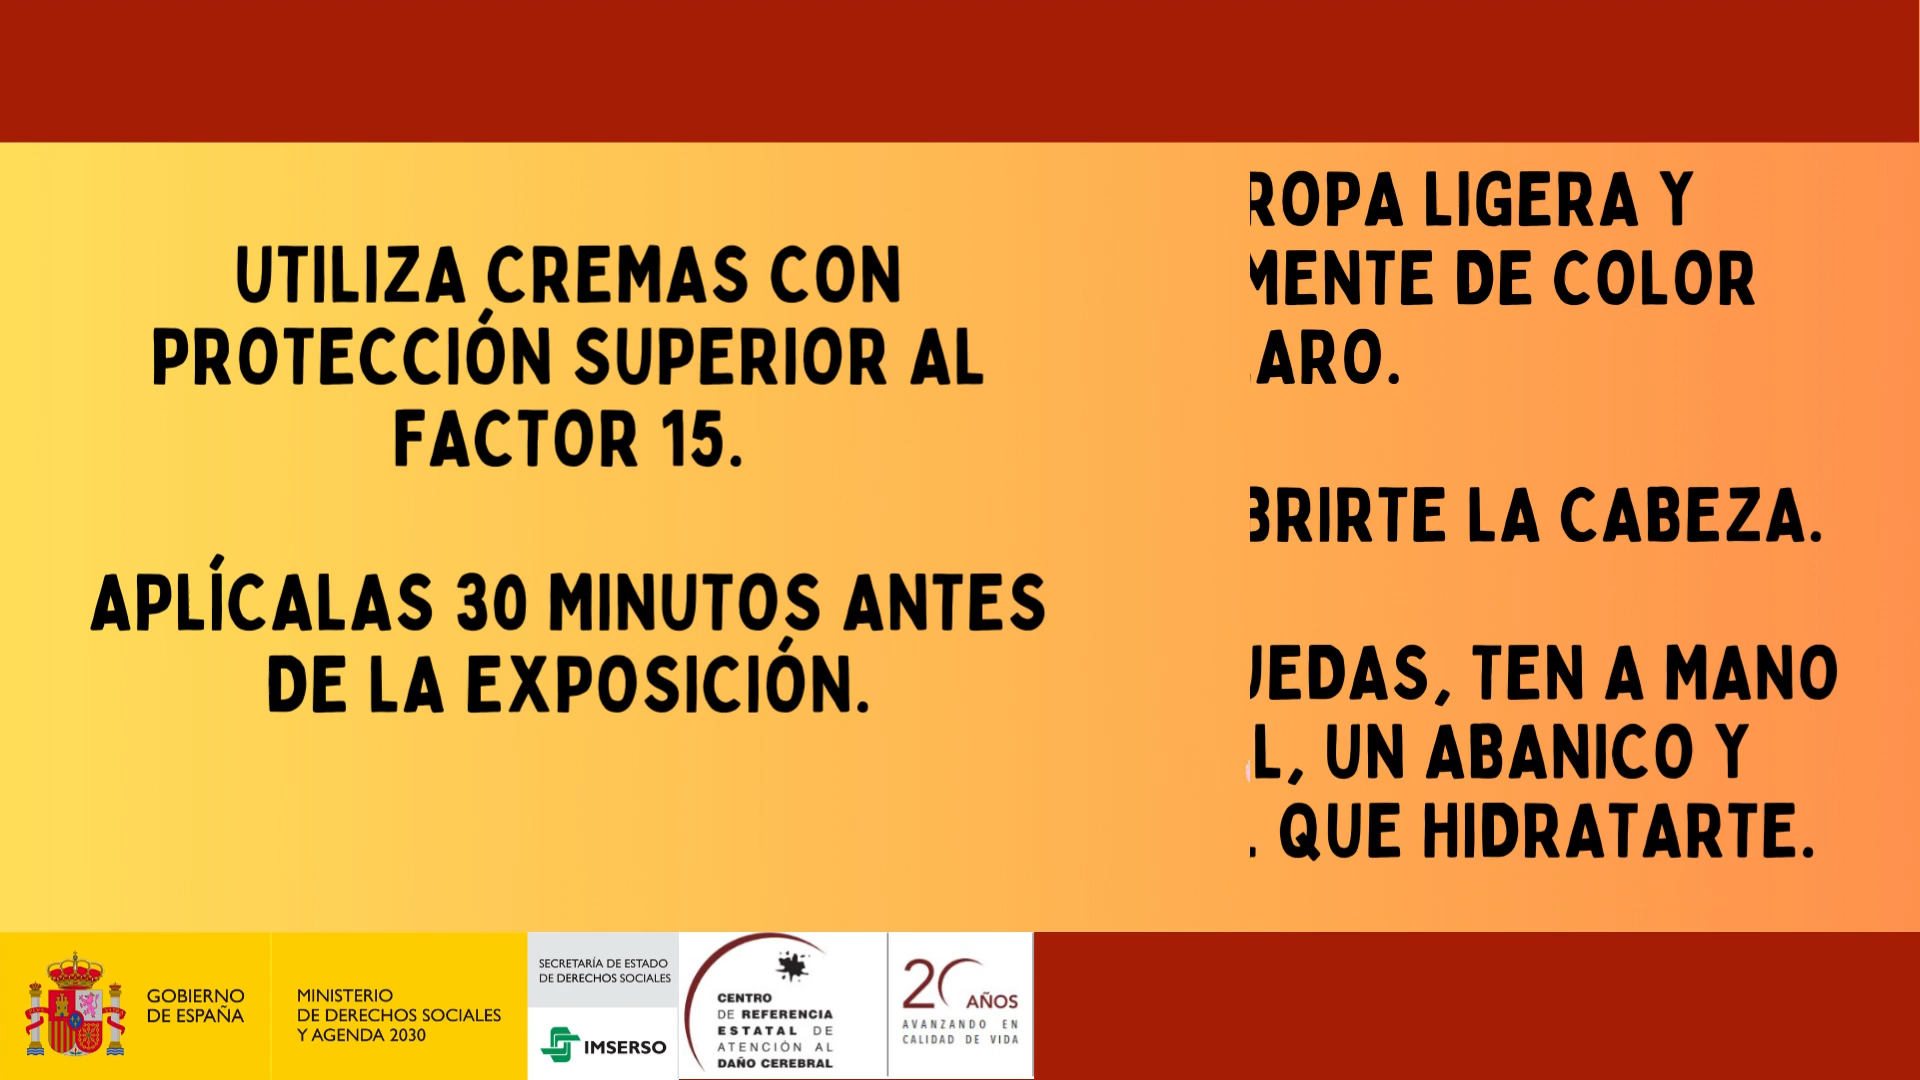 UTILIZA CREMAS CON
PROTECCIÓN SUPERIOR AL
FACTOR 15.
APLÍCALAS 30 MINUTOS ANTES
DE LA EXPOSICIÓN.
ROPA LIGERA Y
MENTE DE COLOR
ARO.
BRIRTE LA CABEZA.
UEDAS, TEN A MANO
L, UN ABANICO Y
. QUE HIDRATARTE.
GOBIERNO
DE ESPAÑA
MINISTERIO
DE DERECHOS SOCIALES
Y AGENDA 2030
SECRETARÍA DE ESTADO
DE DERECHOS SOCIALES
IMSERSO
CENTRO
DE REFERENCIA
ESTATAL DE
ATENCIÓN AL
DAÑO CEREBRAL
20 AÑOS
AVANZANDO EN
CALIDAD DE VIDA